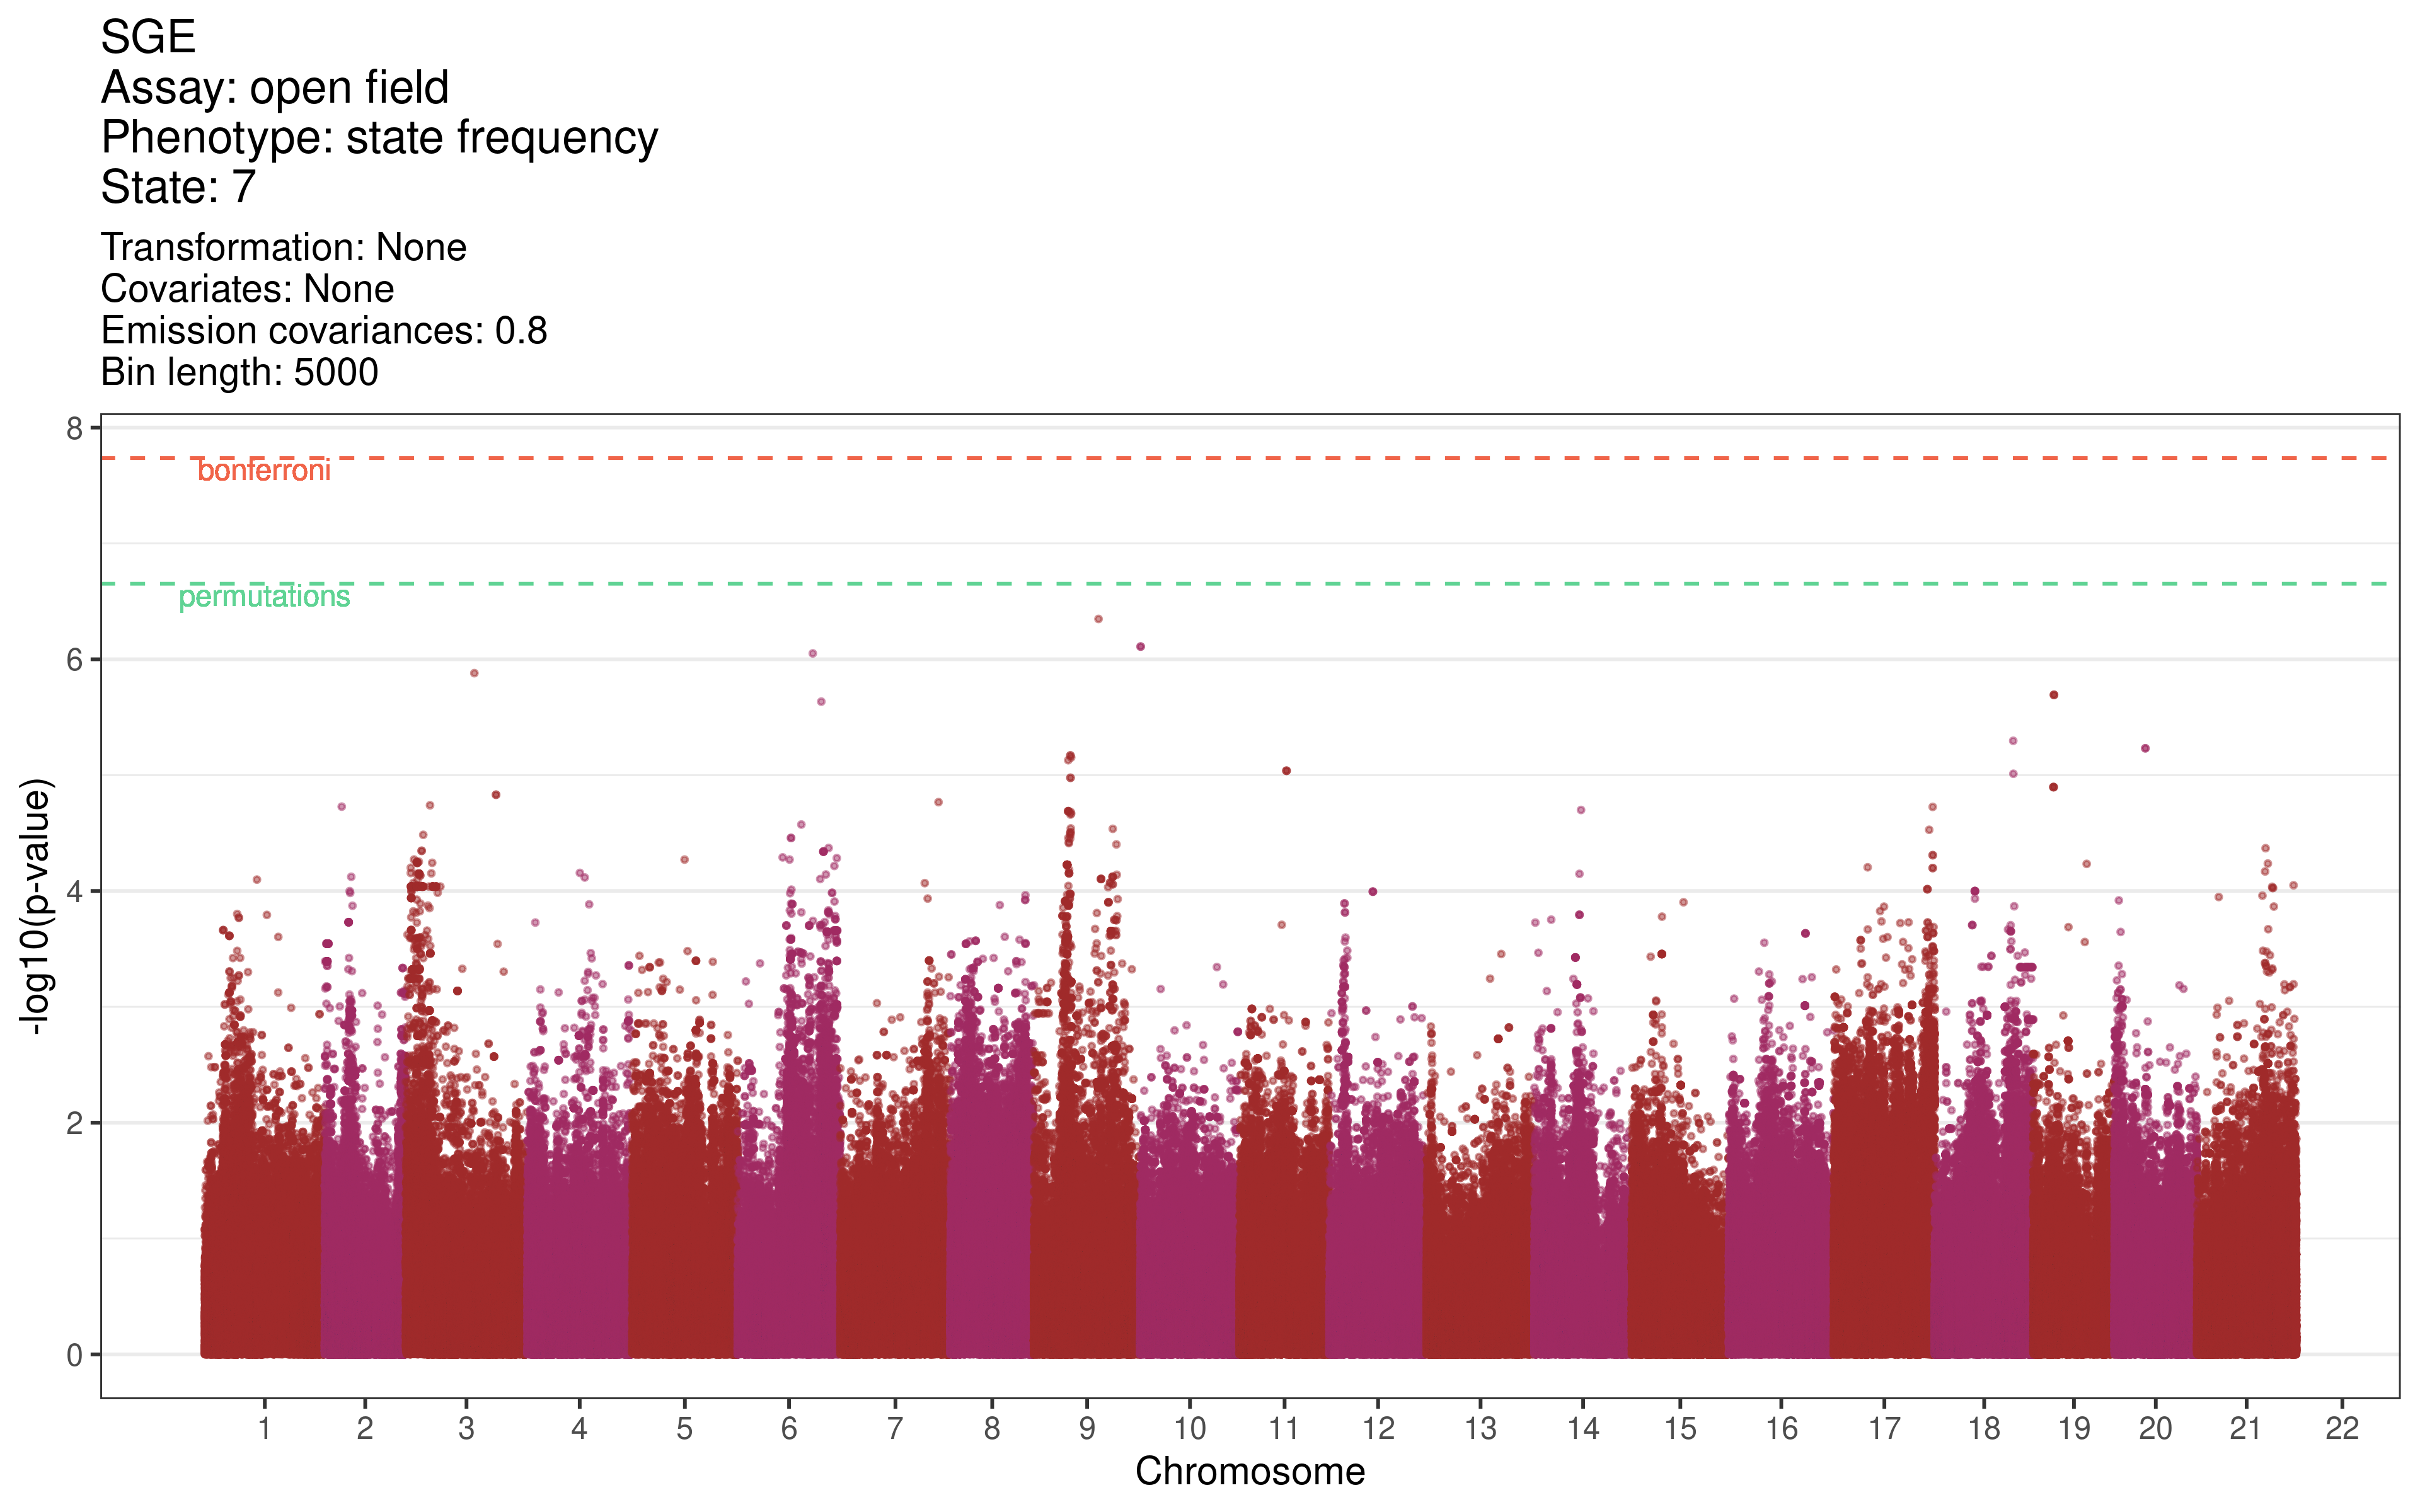 SGE
Assay: open field
Phenotype: state frequency
State: 7
Transformation: None
Covariates: None
Emission covariances: 0.8
Bin length: 5000
8
bonferroni
permutations
6
4
2
0
-log10(p-value)
1 2 3 4 5 6 7 8 9 10 11 12 13 14 15 16 17 18 19 20 21 22
Chromosome